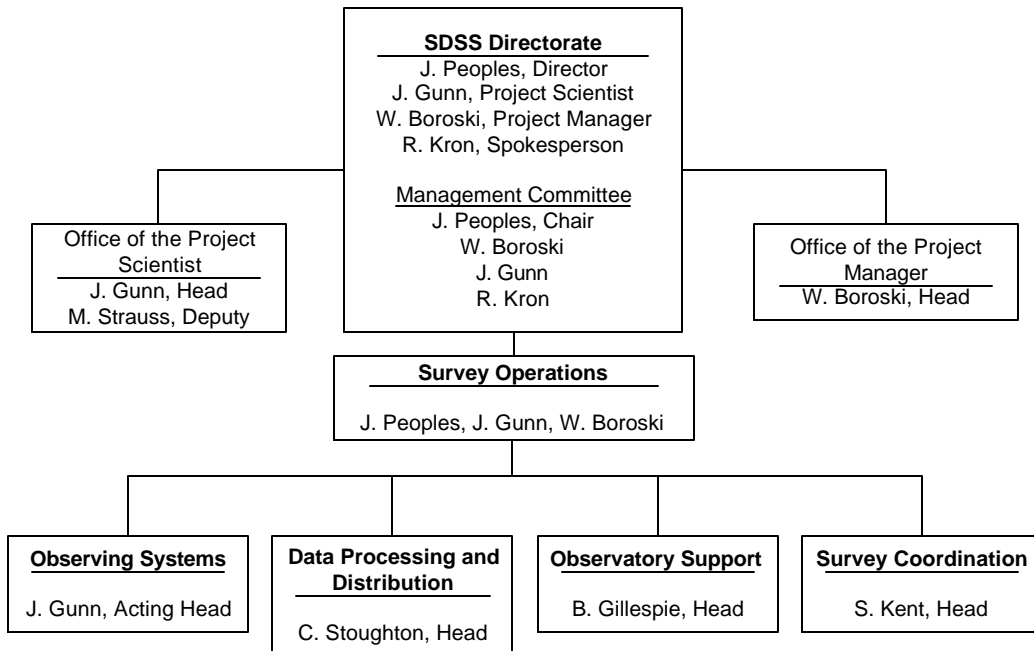 SDSS Directorate
J. Peoples, Director
J. Gunn, Project Scientist
W. Boroski, Project Manager
R. Kron, Spokesperson
Management Committee
J. Peoples, Chair
W. Boroski
J. Gunn
R. Kron
Office of the Project
Scientist
J. Gunn, Head
M. Strauss, Deputy
Office of the Project
Manager
W. Boroski, Head
Survey Operations
J. Peoples, J. Gunn, W. Boroski
Observing Systems
J. Gunn, Acting Head
Data Processing and
Distribution
C. Stoughton, Head
Observatory Support
B. Gillespie, Head
Survey Coordination
S. Kent, Head